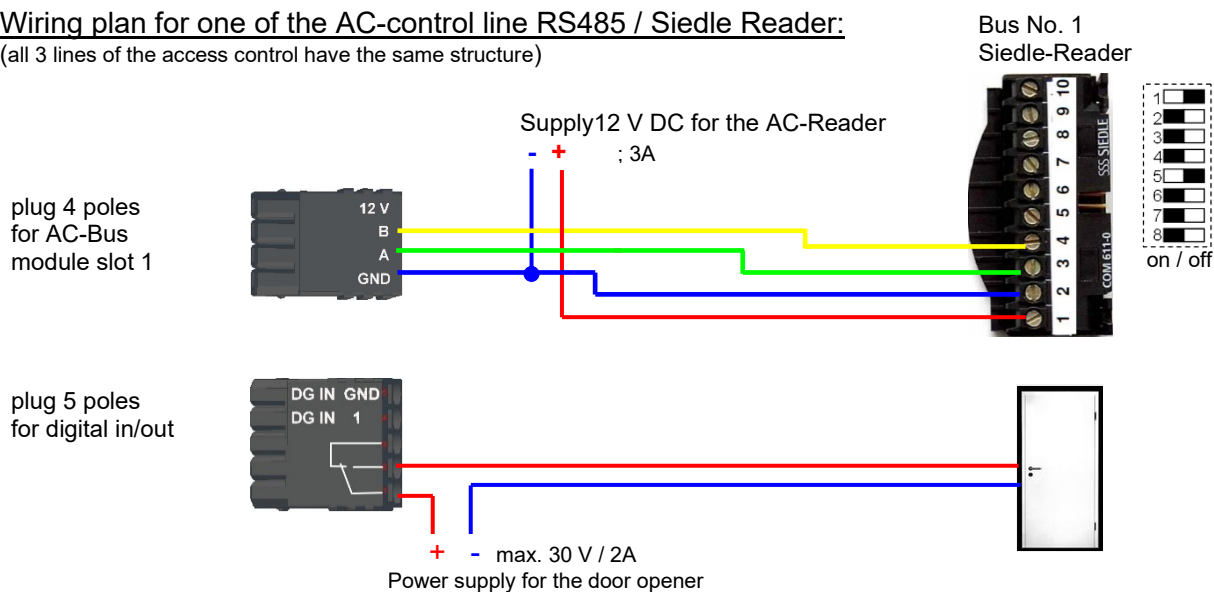 Wiring plan for one of the AC-control line RS485 / Siedle Reader:
(all 3 lines of the access control have the same structure)
Bus No. 1
Siedle-Reader
Supply12 V DC for the AC-Reader
- + ; 3A
plug 4 poles
for AC-Bus
module slot 1
12 V
B
A
GND
10
9
8
7
6
5
4
3
2
1
SSS SIEDLE
COM 611-0
1
2
3
4
5
6
7
8
on / off
plug 5 poles
for digital in/out
DG IN GND
DG IN 1
+ - max. 30 V / 2A
Power supply for the door opener